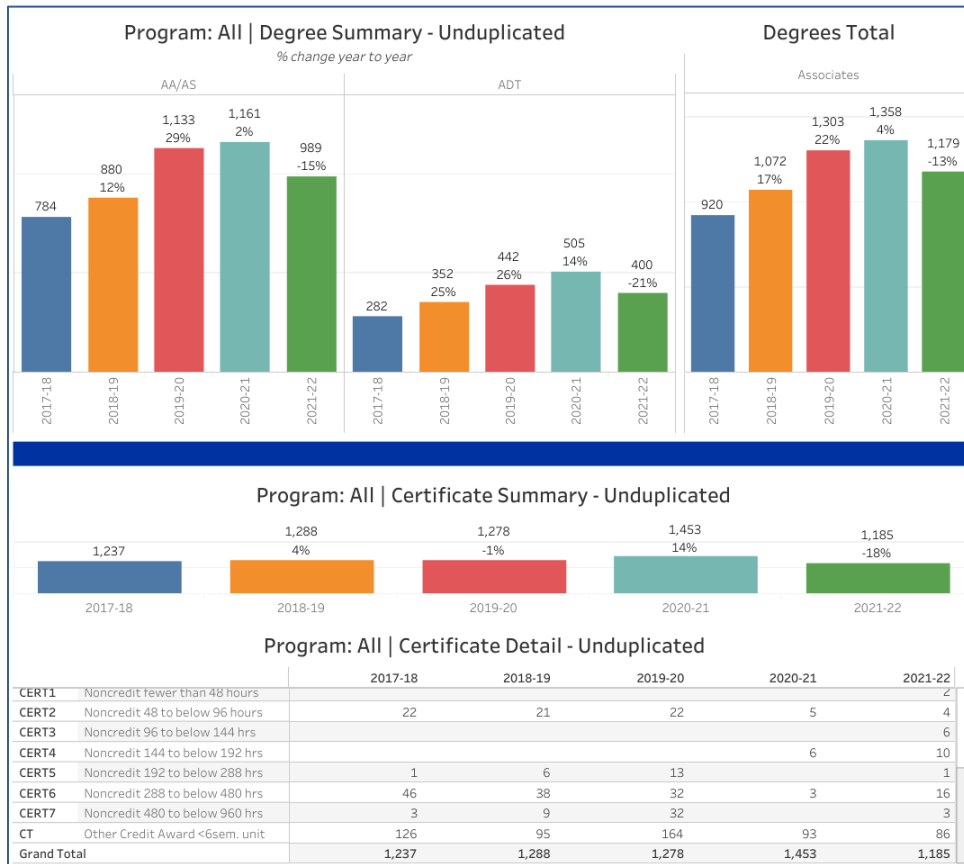 Program: All | Degree Summary - Unduplicated
% change year to year
Degrees Total
AA/AS
ADT
Associates
784
880
12%
1,133
29%
1,161
2%
989
-15%
282
352
25%
442
26%
505
14%
400
-21%
920
1,072
17%
1,303
22%
1,358
4%
1,179
-13%
2017-18 2018-19 2019-20 2020-21 2021-22 2017-18 2018-19 2019-20 2020-21 2021-22 2017-18 2018-19 2019-20 2020-21 2021-22
Program: All | Certificate Summary - Unduplicated
1,237
1,288
4%
1,278
-1%
1,453
14%
1,185
-18%
2017-18 2018-19 2019-20 2020-21 2021-22
Program: All | Certificate Detail - Unduplicated
2017-18 2018-19 2019-20 2020-21 2021-22
CERT1 Noncredit fewer than 48 hours 2
CERT2 Noncredit 48 to below 96 hours 22 21 22 5 4
CERT3 Noncredit 96 to below 144 hrs 6
CERT4 Noncredit 144 to below 192 hrs 6 10
CERT5 Noncredit 192 to below 288 hrs 1 6 13 1
CERT6 Noncredit 288 to below 480 hrs 46 38 32 3 16
CERT7 Noncredit 480 to below 960 hrs 3 9 32 3
CT Other Credit Award <6sem. unit 126 95 164 93 86
Grand Total 1,237 1,288 1,278 1,453 1,185